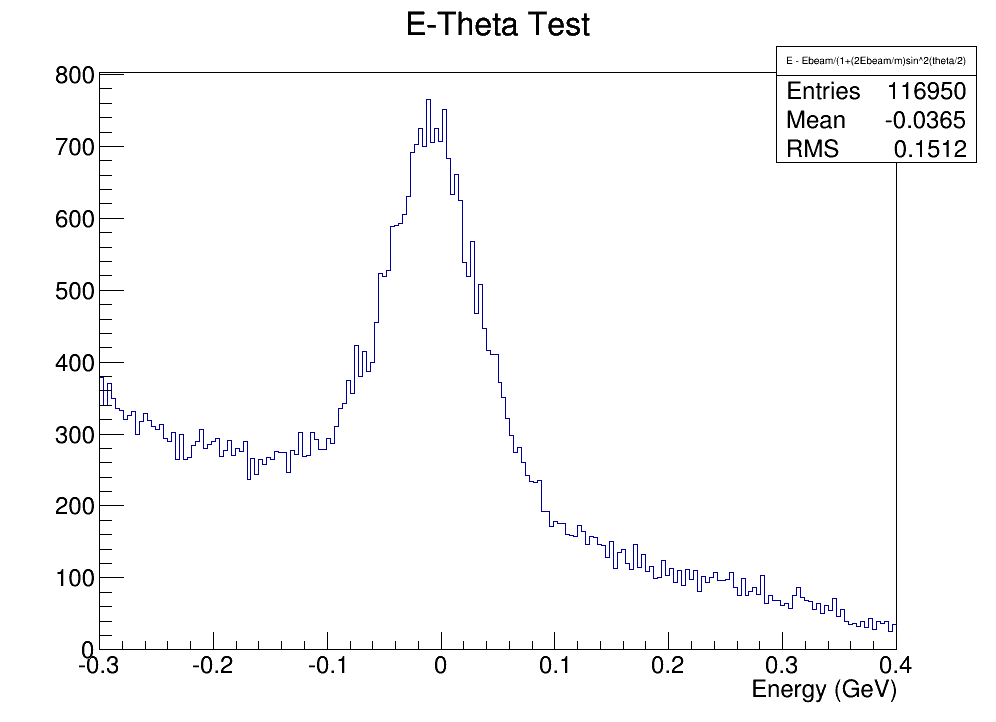 E-Theta Test
E - Ebeam/(1+(2Ebeam/m)sin^2(theta/2)
Entries 116950
Mean -0.0365
RMS 0.1512
800
700
600
500
400
300
200
100
0
-0.3 -0.2 -0.1 0 0.1 0.2 0.3 0.4
Energy (GeV)